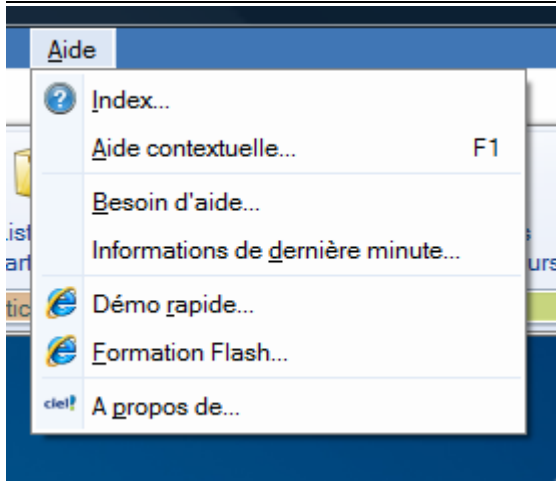 Aide
Index...
Aide contextuelle... F1
Besoin d'aide...
Informations de dernière minute...
Démo rapide...
Formation Flash...
ciel! A propos de...